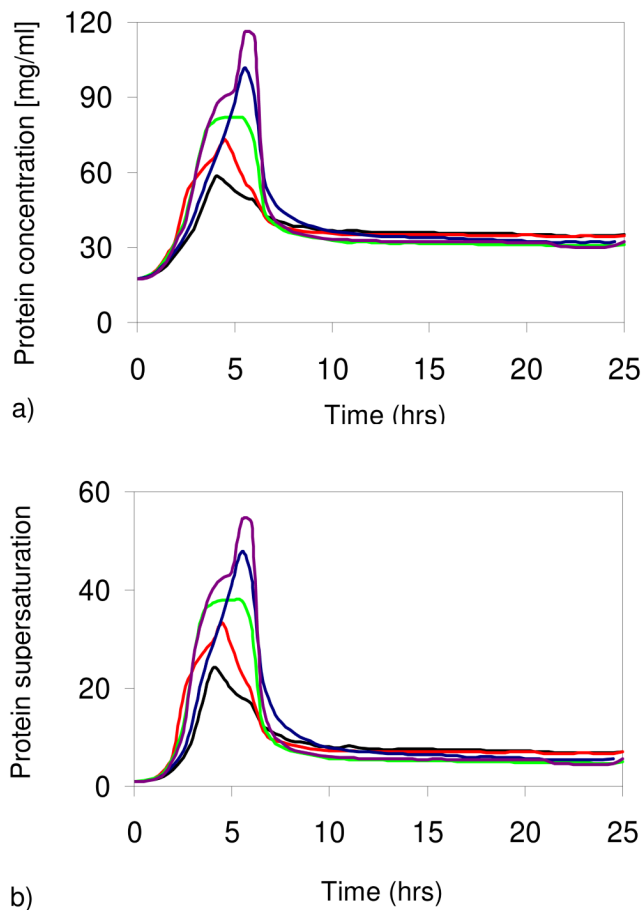 Protein concentration [mg/ml]
120
90
60
30
0
0 5 10 15 20 25
a)
Time (hrs)
Protein supersaturation
60
40
20
0
0 5 10 15 20 25
b)
Time (hrs)